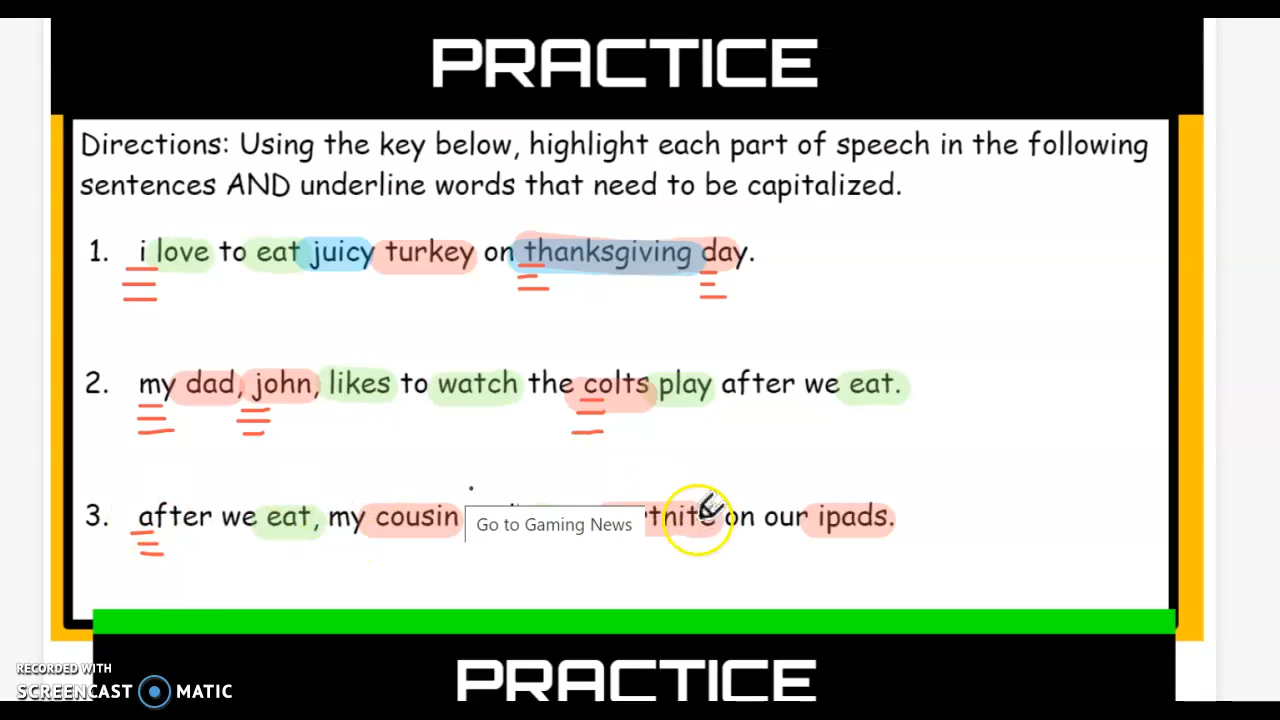 PRACTICE
Directions: Using the key below, highlight each part of speech in the following
sentences AND underline words that need to be capitalized.
1. i love to eat juicy turkey on thanksgiving day.
2. my dad, john, likes to watch the colts play after we eat.
3. after we eat, my cousin on our ipads.
Go to Gaming News
PRACTICE
RECORDED WITH
SCREENCAST MATIC